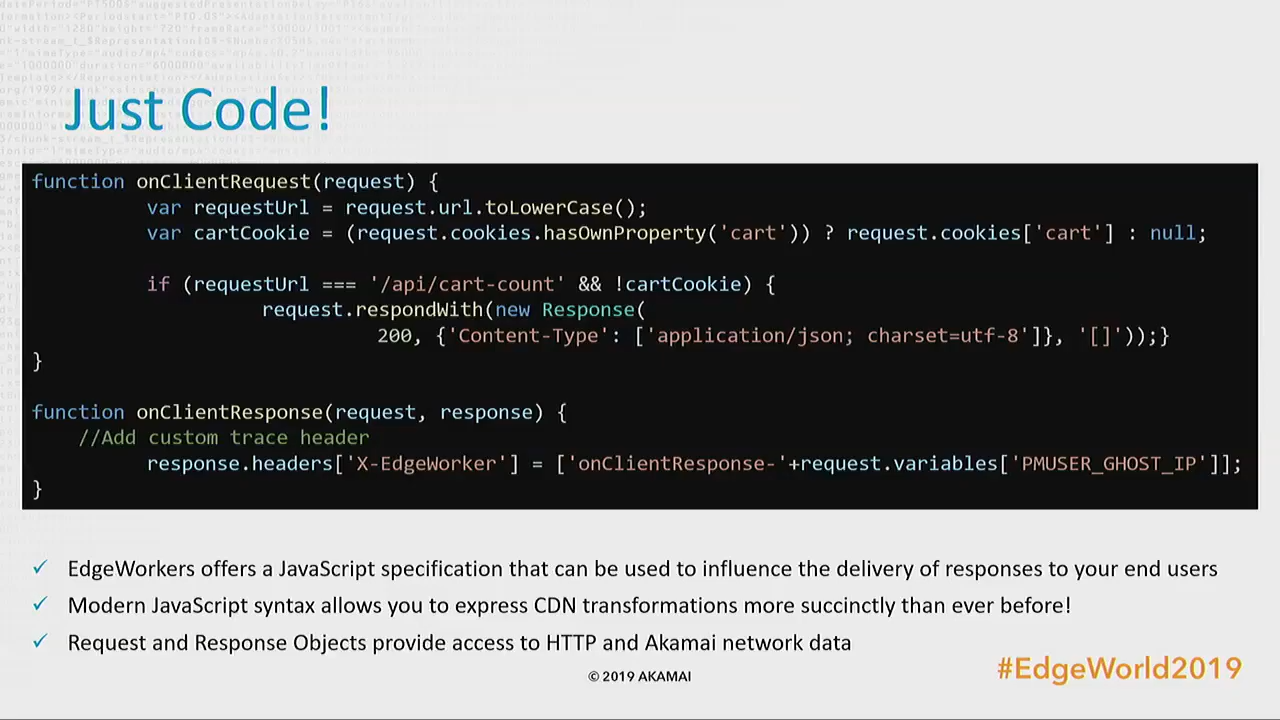 Just Code!
function onClientRequest(request) {
var requestUrl = request.url.toLowerCase();
var cartCookie = (request.cookies.hasOwnProperty('cart')) ? request.cookies['cart'] : null;
if (requestUrl === '/api/cart-count' && !cartCookie) {
request.respondWith(new Response(
200, {'Content-Type': ['application/json; charset=utf-8']}, '[]'));}
}
function onClientResponse(request, response) {
//Add custom trace header
response.headers['X-EdgeWorker'] = ['onClientResponse-'+request.variables['PMUSER_GHOST_IP']];
}
✓ EdgeWorkers offers a JavaScript specification that can be used to influence the delivery of responses to your end users
✓ Modern JavaScript syntax allows you to express CDN transformations more succinctly than ever before!
✓ Request and Response Objects provide access to HTTP and Akamai network data
© 2019 AKAMAI
#EdgeWorld2019